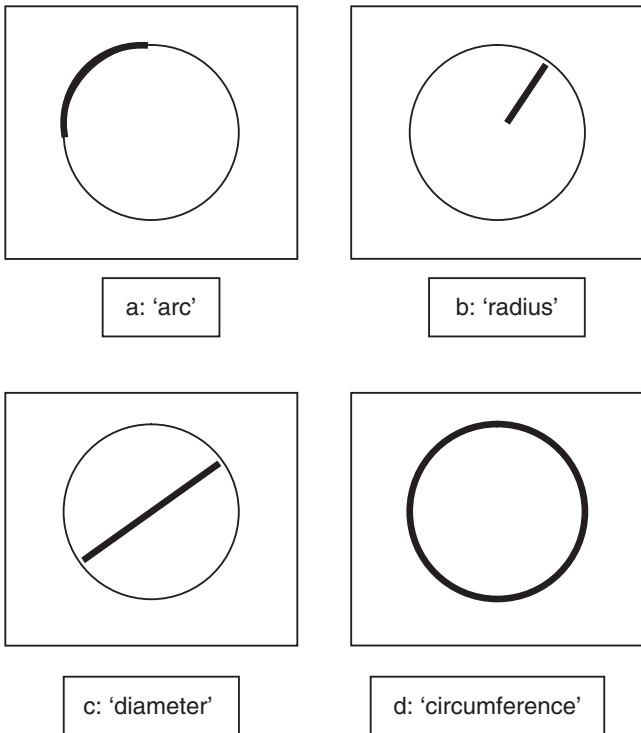 a: ‘arc’
b: ‘radius’
c: ‘diameter’
d: ‘circumference’